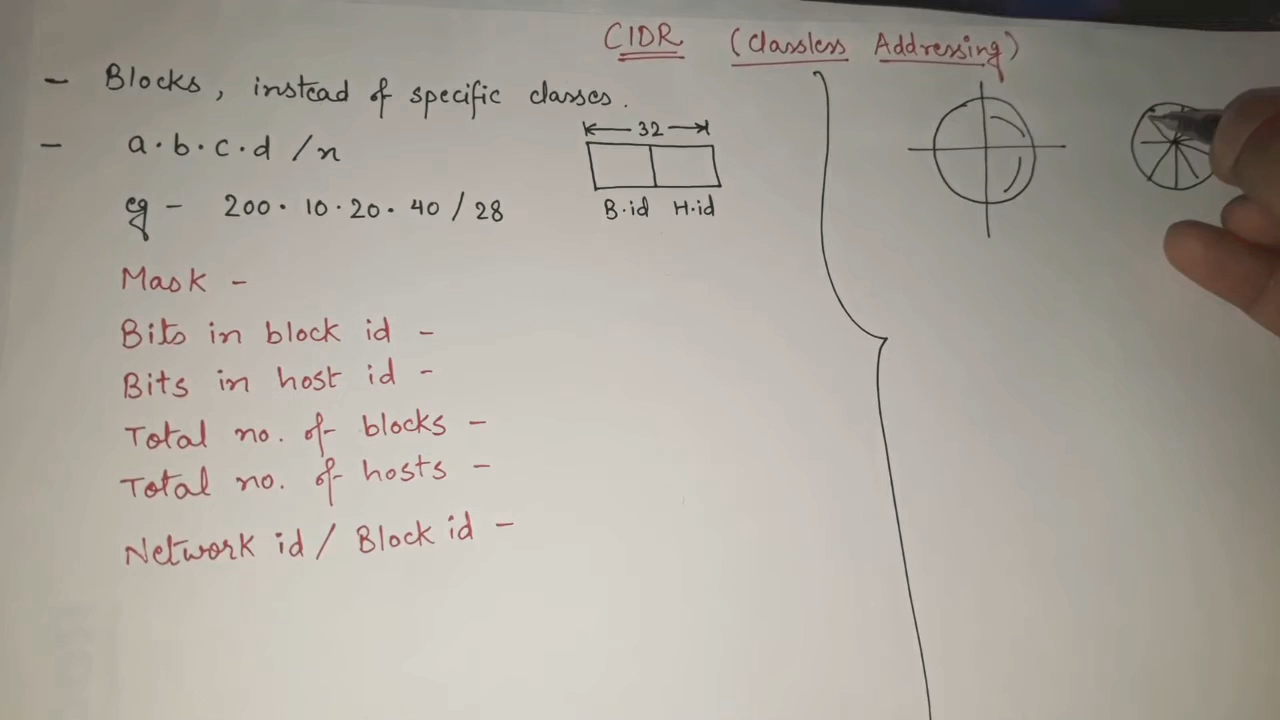 CIDR (Classless Addressing)
- Blocks, instead of specific classes.
- a.b.c.d /n
32
B.id H.id
eg - 200.10.20.40/28
Mask -
Bits in block id -
Bits in host id -
Total no. of blocks -
Total no. of hosts -
Network id / Block id -